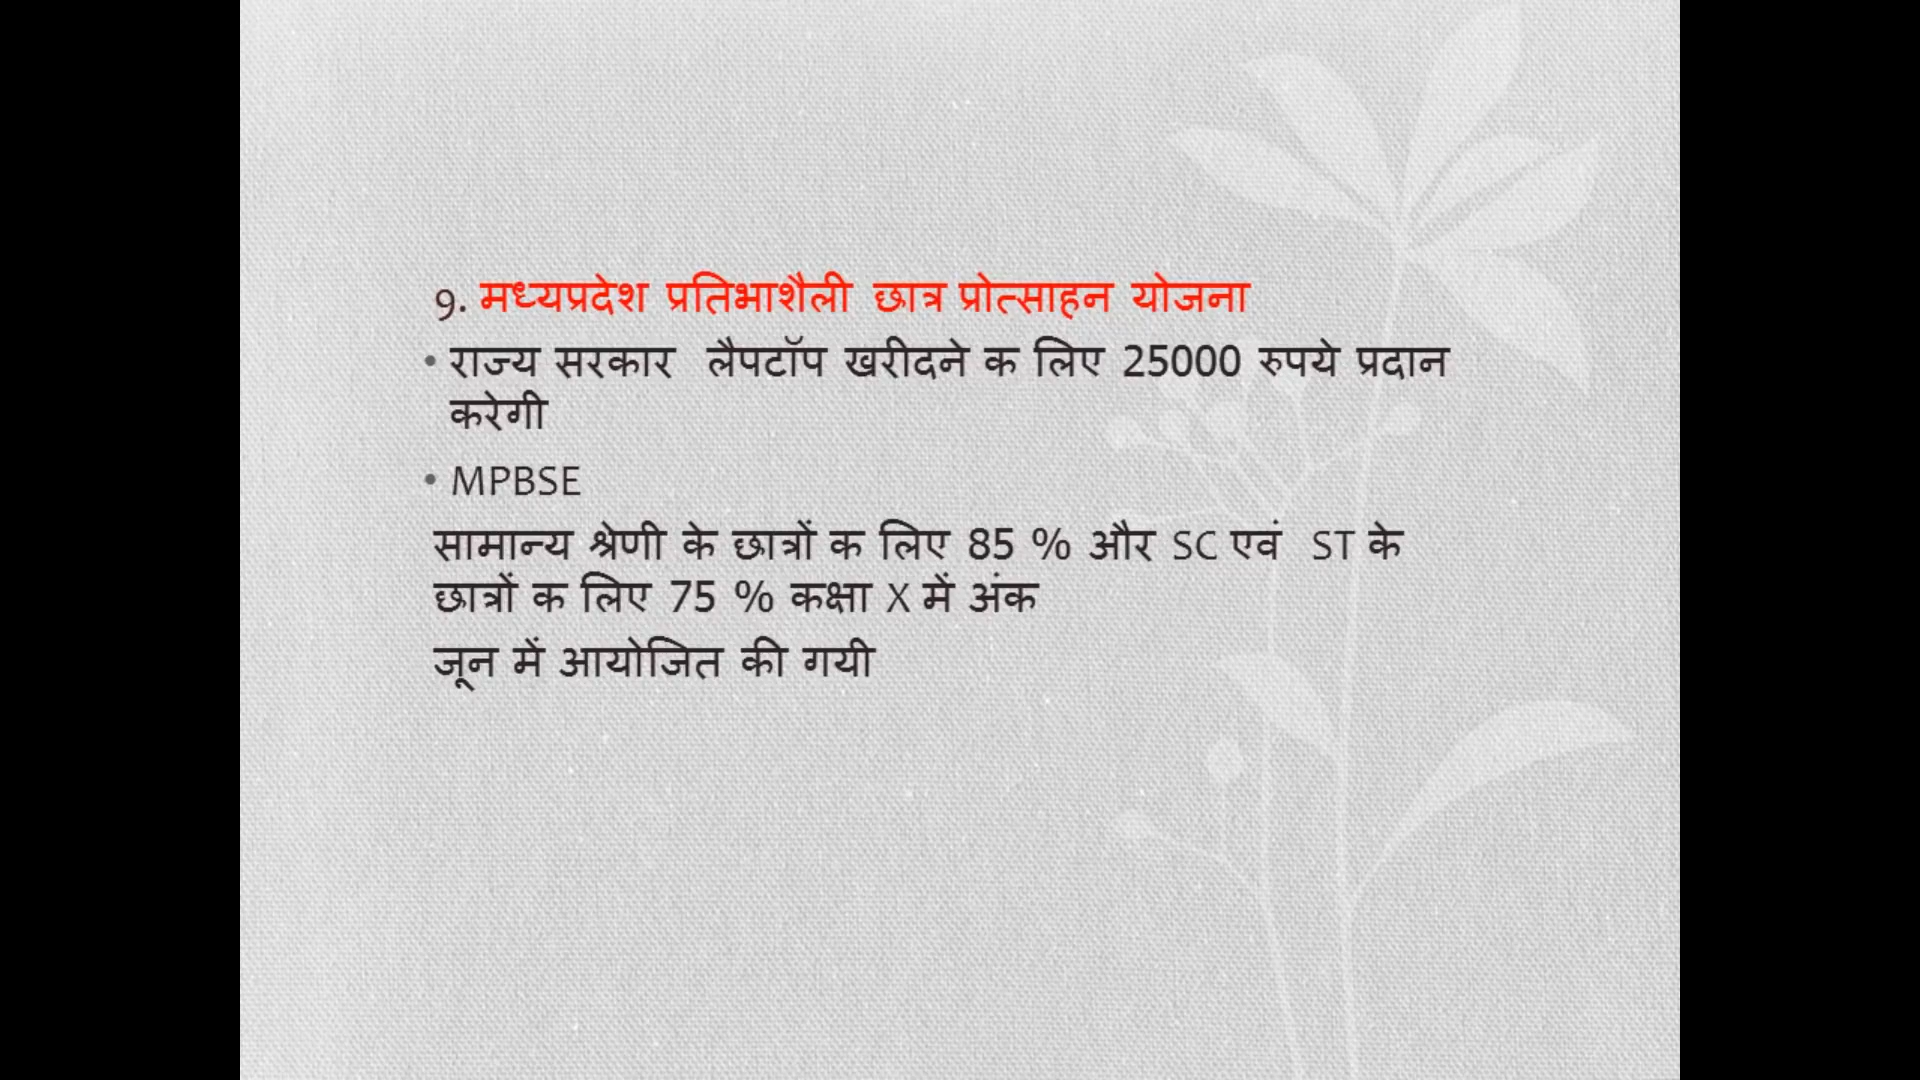 9. मध्यप्रदेश प्रतिभाशैली छात्र प्रोत्साहन योजना
• राज्य सरकार लैपटॉप खरीदने क लिए 25000 रुपये प्रदान
करेगी
• MPBSE
सामान्य श्रेणी के छात्रों क लिए 85 % और SC एवं ST के
छात्रों क लिए 75 % कक्षा X में अंक
जून में आयोजित की गयी